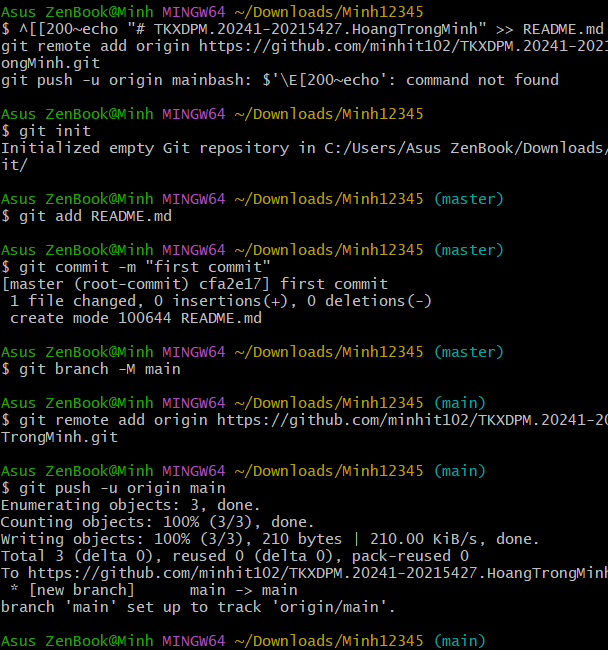 Asus ZenBook@Minh MINGW64 ~/Downloads/Minh12345
$ ^[[200~echo "# TKXDPM.20241-20215427.HoangTrongMinh" >> README.md
git remote add origin https://github.com/minhit102/TKXDPM.20241-2021
ongMinh.git
git push -u origin mainbash: $'\E[200~echo': command not found
Asus ZenBook@Minh MINGW64 ~/Downloads/Minh12345
$ git init
Initialized empty Git repository in C:/Users/Asus ZenBook/Downloads/
it/
Asus ZenBook@Minh MINGW64 ~/Downloads/Minh12345 (master)
$ git add README.md
Asus ZenBook@Minh MINGW64 ~/Downloads/Minh12345 (master)
$ git commit -m "first commit"
[master (root-commit) cfa2e17] first commit
 1 file changed, 0 insertions(+), 0 deletions(-)
 create mode 100644 README.md
Asus ZenBook@Minh MINGW64 ~/Downloads/Minh12345 (master)
$ git branch -M main
Asus ZenBook@Minh MINGW64 ~/Downloads/Minh12345 (main)
$ git remote add origin https://github.com/minhit102/TKXDPM.20241-20
TrongMinh.git
Asus ZenBook@Minh MINGW64 ~/Downloads/Minh12345 (main)
$ git push -u origin main
Enumerating objects: 3, done.
Counting objects: 100% (3/3), done.
Writing objects: 100% (3/3), 210 bytes | 210.00 KiB/s, done.
Total 3 (delta 0), reused 0 (delta 0), pack-reused 0
To https://github.com/minhit102/TKXDPM.20241-20215427.HoangTrongMinh
 * [new branch]      main -> main
branch 'main' set up to track 'origin/main'.
Asus ZenBook@Minh MINGW64 ~/Downloads/Minh12345 (main)